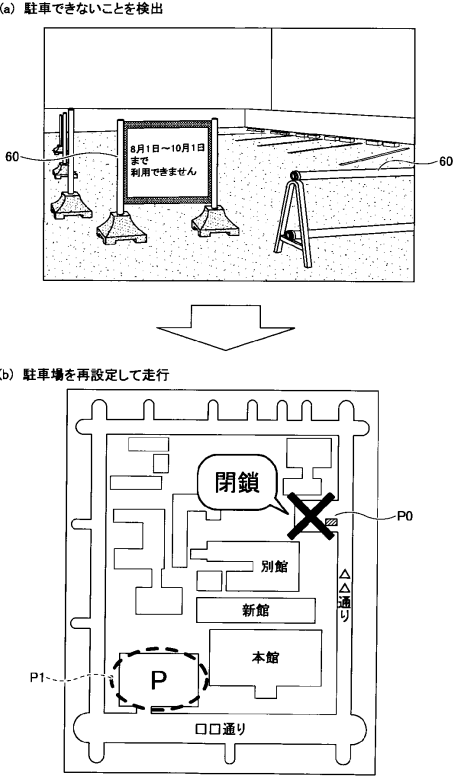 (a) 駐車できないことを検出
8月1日～10月1日
まで
利用できません
60
60
(b) 駐車場を再設定して走行
閉鎖
P0
別館
△△通り
新館
本館
P1
P
口口通り